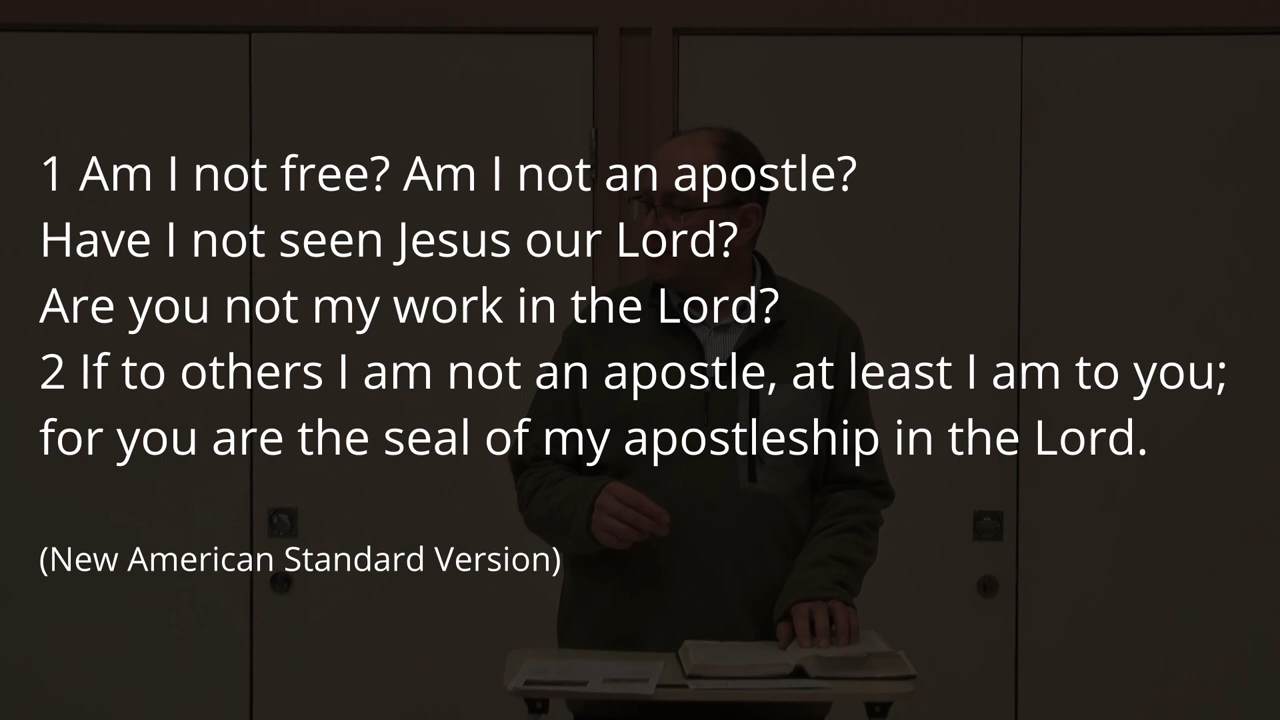 1 Am I not free? Am I not an apostle?
Have I not seen Jesus our Lord?
Are you not my work in the Lord?
2 If to others I am not an apostle, at least I am to you;
for you are the seal of my apostleship in the Lord.
(New American Standard Version)